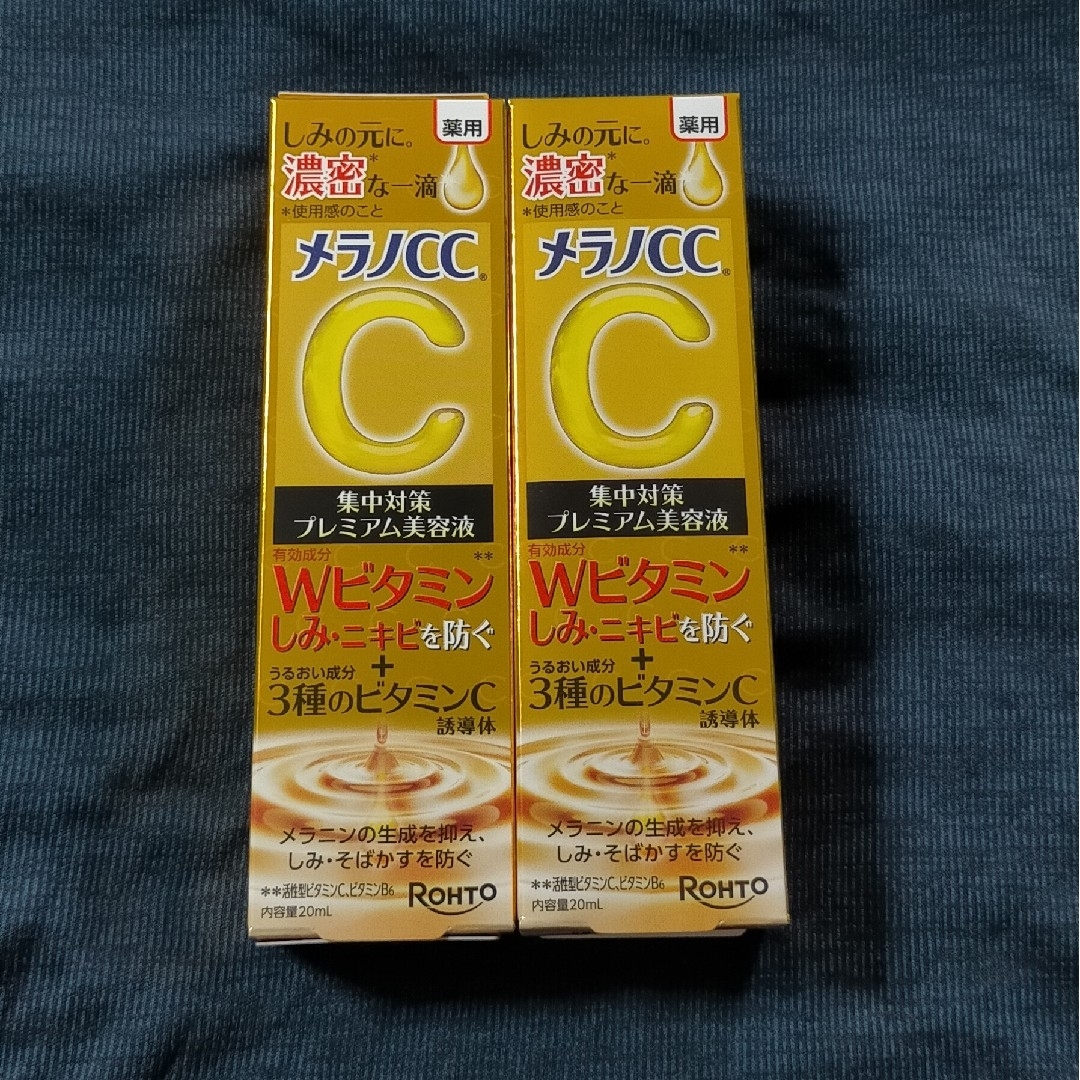 薬用
しみの元に。
濃密*な一滴
*使用感のこと
メラノCC®
C
集中対策
プレミアム美容液
有効成分
Wビタミン**
しみ・ニキビを防ぐ
+
うるおい成分
3種のビタミンC
誘導体
メラニンの生成を抑え、
しみ・そばかすを防ぐ
**活性型ビタミンC、ビタミンB6
内容量20mL
ROHTO
薬用
しみの元に。
濃密*な一滴
*使用感のこと
メラノCC®
C
集中対策
プレミアム美容液
有効成分
Wビタミン**
しみ・ニキビを防ぐ
+
うるおい成分
3種のビタミンC
誘導体
メラニンの生成を抑え、
しみ・そばかすを防ぐ
**活性型ビタミンC、ビタミンB6
内容量20mL
ROHTO